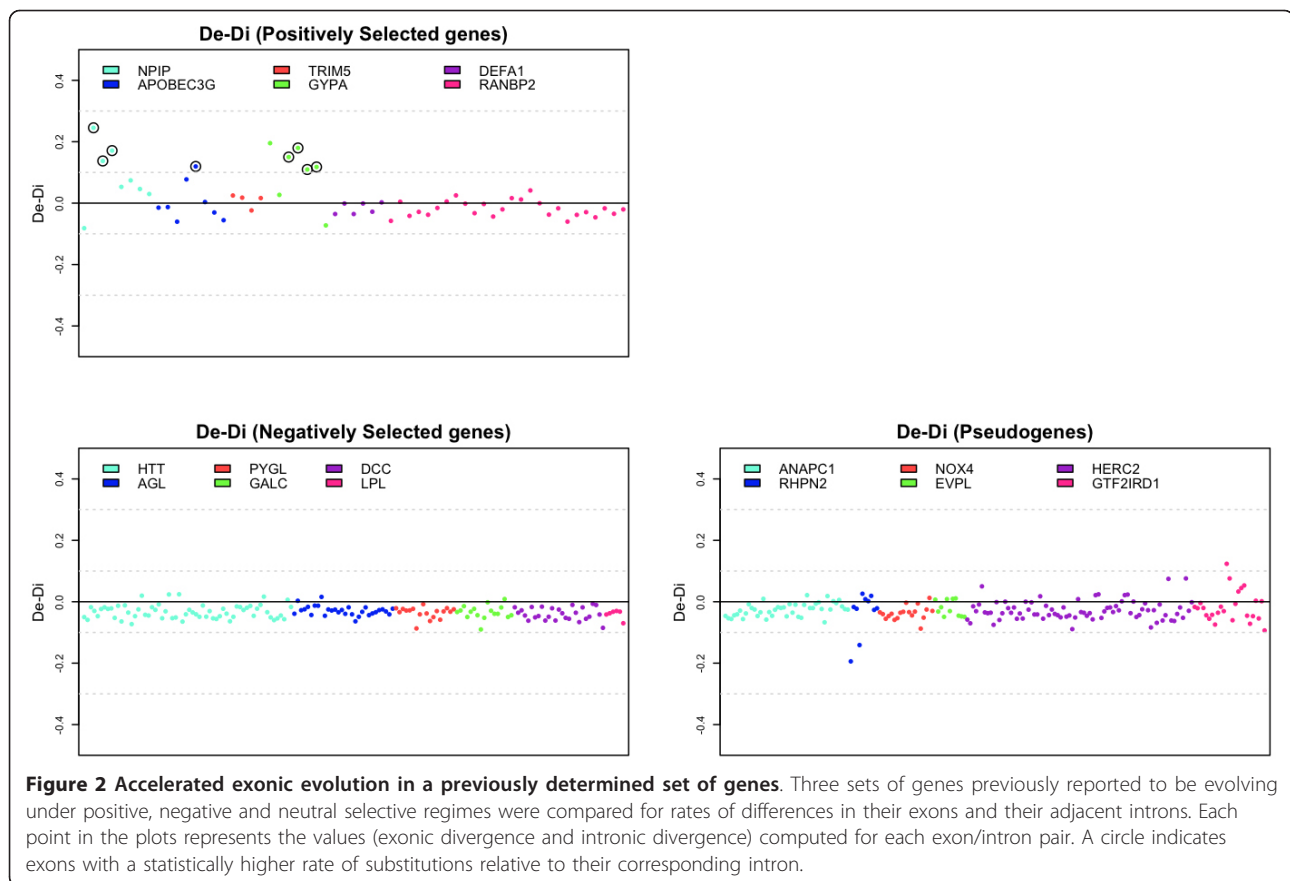 De-Di (Positively Selected genes)
NPIP TRIM5 DEFA1
APOBEC3G GYPA RANBP2
De-Di
0.4
0.2
0.0
-0.2
-0.4
De-Di (Negatively Selected genes)
HTT PYGL DCC
AGL GALC LPL
De-Di
0.4
0.2
0.0
-0.2
-0.4
De-Di (Pseudogenes)
ANAPC1 NOX4 HERC2
RHPN2 EVPL GTF2IRD1
De-Di
0.4
0.2
0.0
-0.2
-0.4
Figure 2 Accelerated exonic evolution in a previously determined set of genes. Three sets of genes previously reported to be evolving
under positive, negative and neutral selective regimes were compared for rates of differences in their exons and their adjacent introns. Each
point in the plots represents the values (exonic divergence and intronic divergence) computed for each exon/intron pair. A circle indicates
exons with a statistically higher rate of substitutions relative to their corresponding intron.